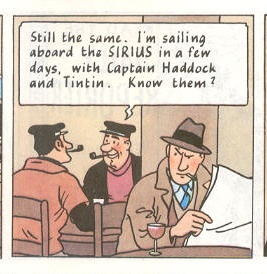 Still the same. I'm sailing
aboard the SIRIUS in a few
days, with Captain Haddock
and Tintin. Know them?